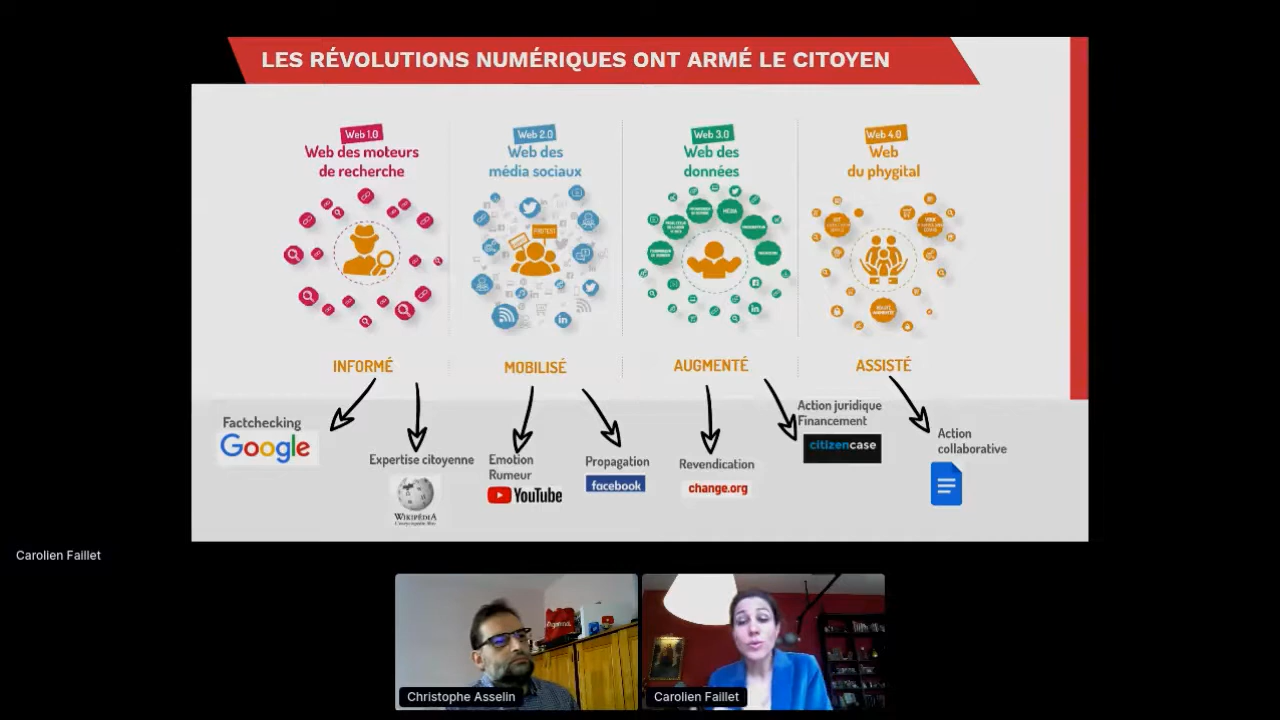 LES RÉVOLUTIONS NUMÉRIQUES ONT ARMÉ LE CITOYEN
Web 1.0
Web des moteurs
de recherche
Web 2.0
Web des
média sociaux
Web 3.0
Web des
données
Web 4.0
Web
du phygital
PROTEST
MEDIA
INFORMÉ
MOBILISÉ
AUGMENTÉ
ASSISTÉ
Factchecking
Google
Expertise citoyenne
WIKIPÉDIA
Emotion
Rumeur
YouTube
Propagation
facebook
Revendication
change.org
Action juridique
Financement
citizencase
Action
collaborative
Carolien Faillet
Christophe Asselin
Carolien Faillet